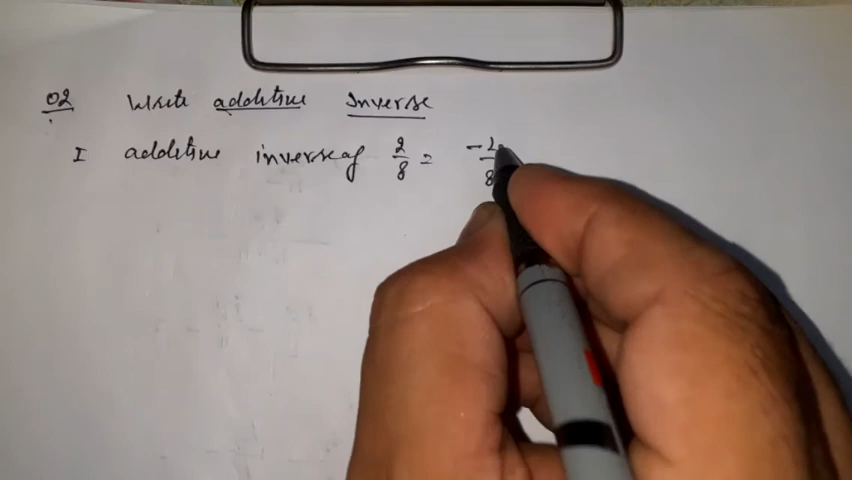 Q2 Write additive Inverse
I additive inverse of 2/8 = -2/8